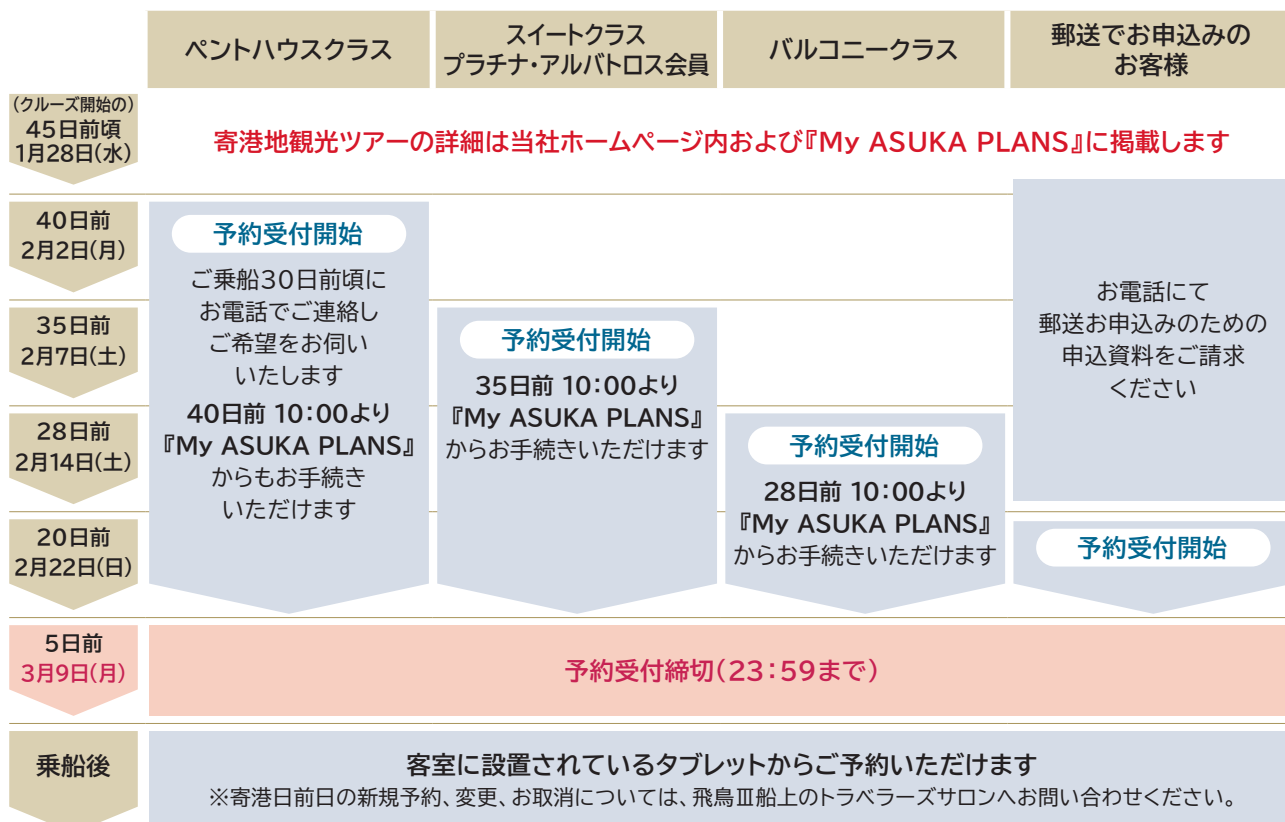 ペントハウスクラス
スイートクラス
プラチナ・アルバトロス会員
バルコニークラス
郵送でお申込みの
お客様
(クルーズ開始の)
45日前頃
1月28日(水)
寄港地観光ツアーの詳細は当社ホームページ内および『My ASUKA PLANS』に掲載します
40日前
2月2日(月)
予約受付開始
ご乗船30日前頃に
お電話でご連絡し
ご希望をお伺い
いたします
40日前 10:00より
『My ASUKA PLANS』
からもお手続き
いただけます
35日前
2月7日(土)
予約受付開始
35日前 10:00より
『My ASUKA PLANS』
からお手続きいただけます
28日前
2月14日(土)
予約受付開始
28日前 10:00より
『My ASUKA PLANS』
からお手続きいただけます
お電話にて
郵送お申込みのための
申込資料をご請求
ください
20日前
2月22日(日)
予約受付開始
5日前
3月9日(月)
予約受付締切(23:59まで)
乗船後
客室に設置されているタブレットからご予約いただけます
※寄港日前日の新規予約、変更、お取消については、飛鳥Ⅲ船上のトラベラーズサロンへお問い合わせください。